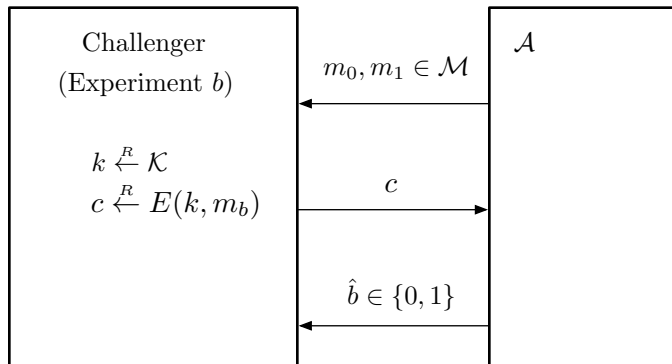 Challenger
(Experiment b)
k ←R 𝒦
c ←R E(k, m_b)
𝒜
m_0, m_1 ∈ ℳ
c
b̂ ∈ {0, 1}